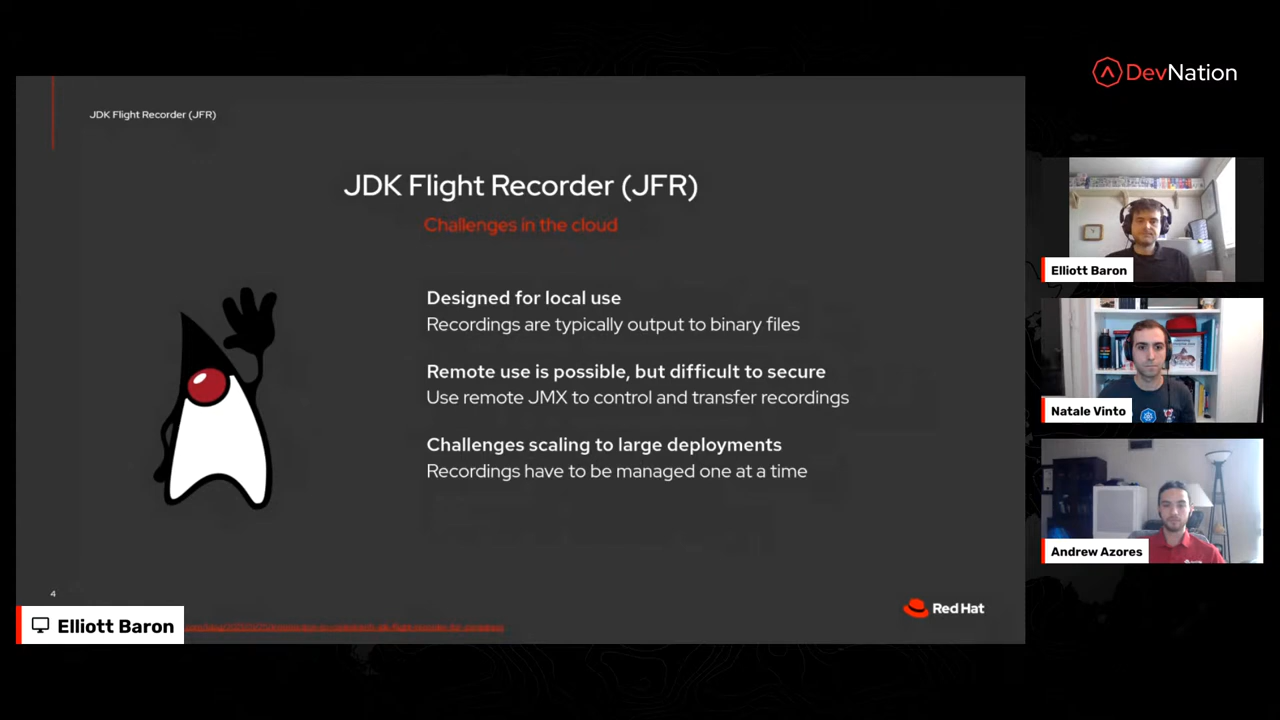 DevNation
JDK Flight Recorder (JFR)
JDK Flight Recorder (JFR)
Challenges in the cloud
Designed for local use
Recordings are typically output to binary files
Remote use is possible, but difficult to secure
Use remote JMX to control and transfer recordings
Challenges scaling to large deployments
Recordings have to be managed one at a time
4
Red Hat
Elliott Baron
Elliott Baron
Natale Vinto
Andrew Azores